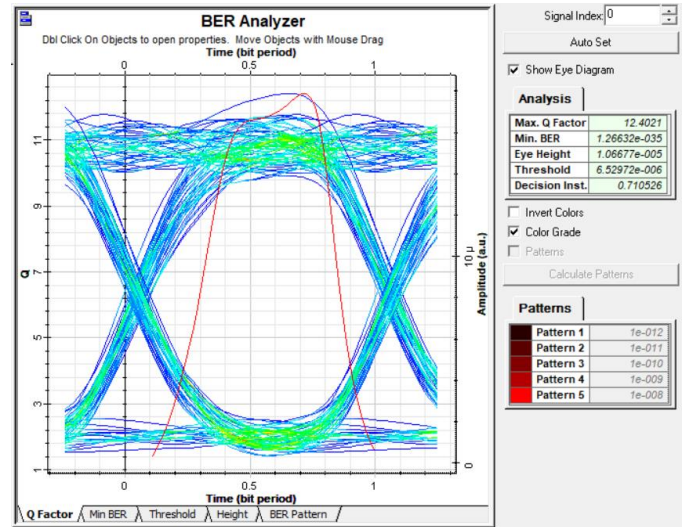 BER Analyzer
Dbl Click On Objects to open properties. Move Objects with Mouse Drag
Time (bit period)
0 0.5 1
Q
1 3 5 7 9 11
Amplitude (a.u.)
0 10 µ
0 0.5 1
Time (bit period)
Q Factor Min BER Threshold Height BER Pattern
Signal Index: 0
Auto Set
Show Eye Diagram
Analysis
Max. Q Factor 12.4021
Min. BER 1.26632e-035
Eye Height 1.06677e-005
Threshold 6.52972e-006
Decision Inst. 0.710526
Invert Colors
Color Grade
Patterns
Calculate Patterns
Patterns
Pattern 1 1e-012
Pattern 2 1e-011
Pattern 3 1e-010
Pattern 4 1e-009
Pattern 5 1e-008